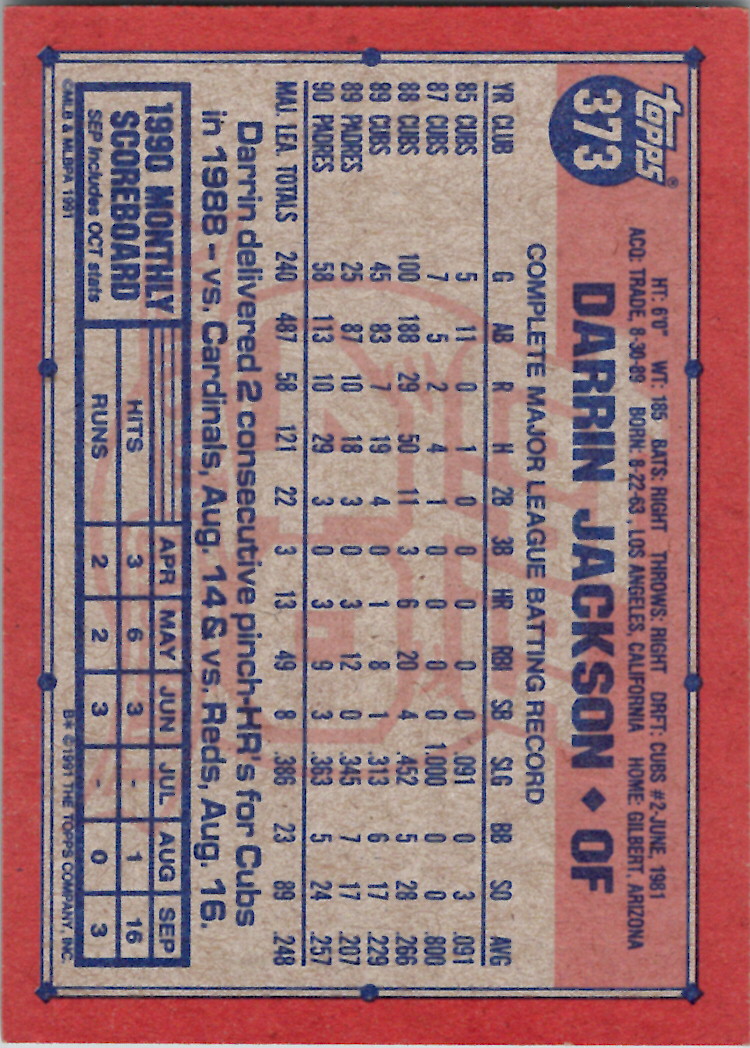 Topps®
373
HT: 6'0" WT: 185 BATS: RIGHT THROWS: RIGHT DRFT: CUBS #2-JUNE, 1981
ACQ: TRADE, 8-30-89 BORN: 8-22-63, LOS ANGELES, CALIFORNIA HOME: GILBERT, ARIZONA
DARRIN JACKSON ♦ OF
COMPLETE MAJOR LEAGUE BATTING RECORD
YR CLUB G AB R H 2B 3B HR RBI SB SLG BB SO AVG
85 CUBS 5 11 0 1 0 0 0 0 0 .091 0 3 .091
87 CUBS 7 5 2 4 1 0 0 0 0 1.000 0 0 .800
88 CUBS 100 188 29 50 11 3 6 20 4 .452 5 28 .266
89 CUBS 45 83 7 19 4 0 1 8 1 .313 6 17 .229
89 PADRES 25 87 10 18 3 0 3 12 0 .345 7 17 .207
90 PADRES 58 113 10 29 3 0 3 9 3 .363 5 24 .257
MAJ. LEA. TOTALS 240 487 58 121 22 3 13 49 8 .386 23 89 .248
Darrin delivered 2 consecutive pinch-HR's for Cubs
in 1988 - vs. Cardinals, Aug. 14 & vs. Reds, Aug. 16.
1990 MONTHLY
SCOREBOARD
SEP includes OCT stats
APR MAY JUN JUL AUG SEP
HITS 3 6 3 - 1 16
RUNS 2 2 3 - 0 3
©MLB & MLBPA 1991
B* ©1991 THE TOPPS COMPANY, INC.